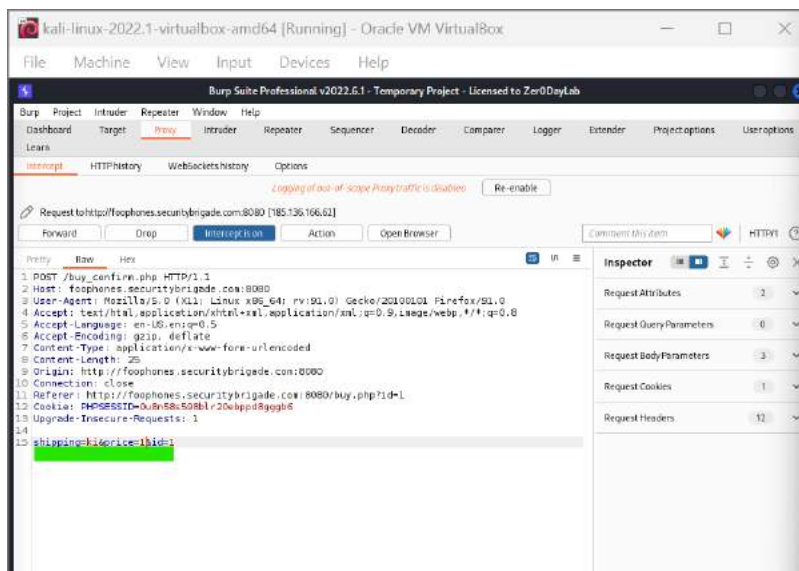 kali-linux-2022.1-virtualbox-amd64 [Running] - Oracle VM VirtualBox
File Machine View Input Devices Help
Burp Suite Professional v2022.6.1 - Temporary Project - Licensed to Zer0DayLab
Burp Project Intruder Repeater Window Help
Dashboard Target Proxy Intruder Repeater Sequencer Decoder Comparer Logger Extender Project options User options
Learn
Intercept HTTP history WebSockets history Options
Logging of out-of-scope Proxy traffic is disabled Re-enable
Request to http://foophones.securitybrigade.com:8080 [185.136.166.62]
Forward Drop Intercept is on Action Open Browser Comment this item HTTP/1
Pretty Raw Hex
Inspector
1 POST /buy_confirm.php HTTP/1.1
2 Host: foophones.securitybrigade.com:8080
3 User-Agent: Mozilla/5.0 (X11; Linux x86_64; rv:91.0) Gecko/20100101 Firefox/91.0
4 Accept: text/html,application/xhtml+xml,application/xml;q=0.9,image/webp,*/*;q=0.8
5 Accept-Language: en-US,en;q=0.5
6 Accept-Encoding: gzip, deflate
7 Content-Type: application/x-www-form-urlencoded
8 Content-Length: 25
9 Origin: http://foophones.securitybrigade.com:8080
10 Connection: close
11 Referer: http://foophones.securitybrigade.com:8080/buy.php?id=1
12 Cookie:
13 Upgrade-Insecure-Requests: 1
14
15 shipping=ki&price=1&id=1
Request Attributes 2
Request Query Parameters 0
Request Body Parameters 3
Request Cookies 1
Request Headers 12